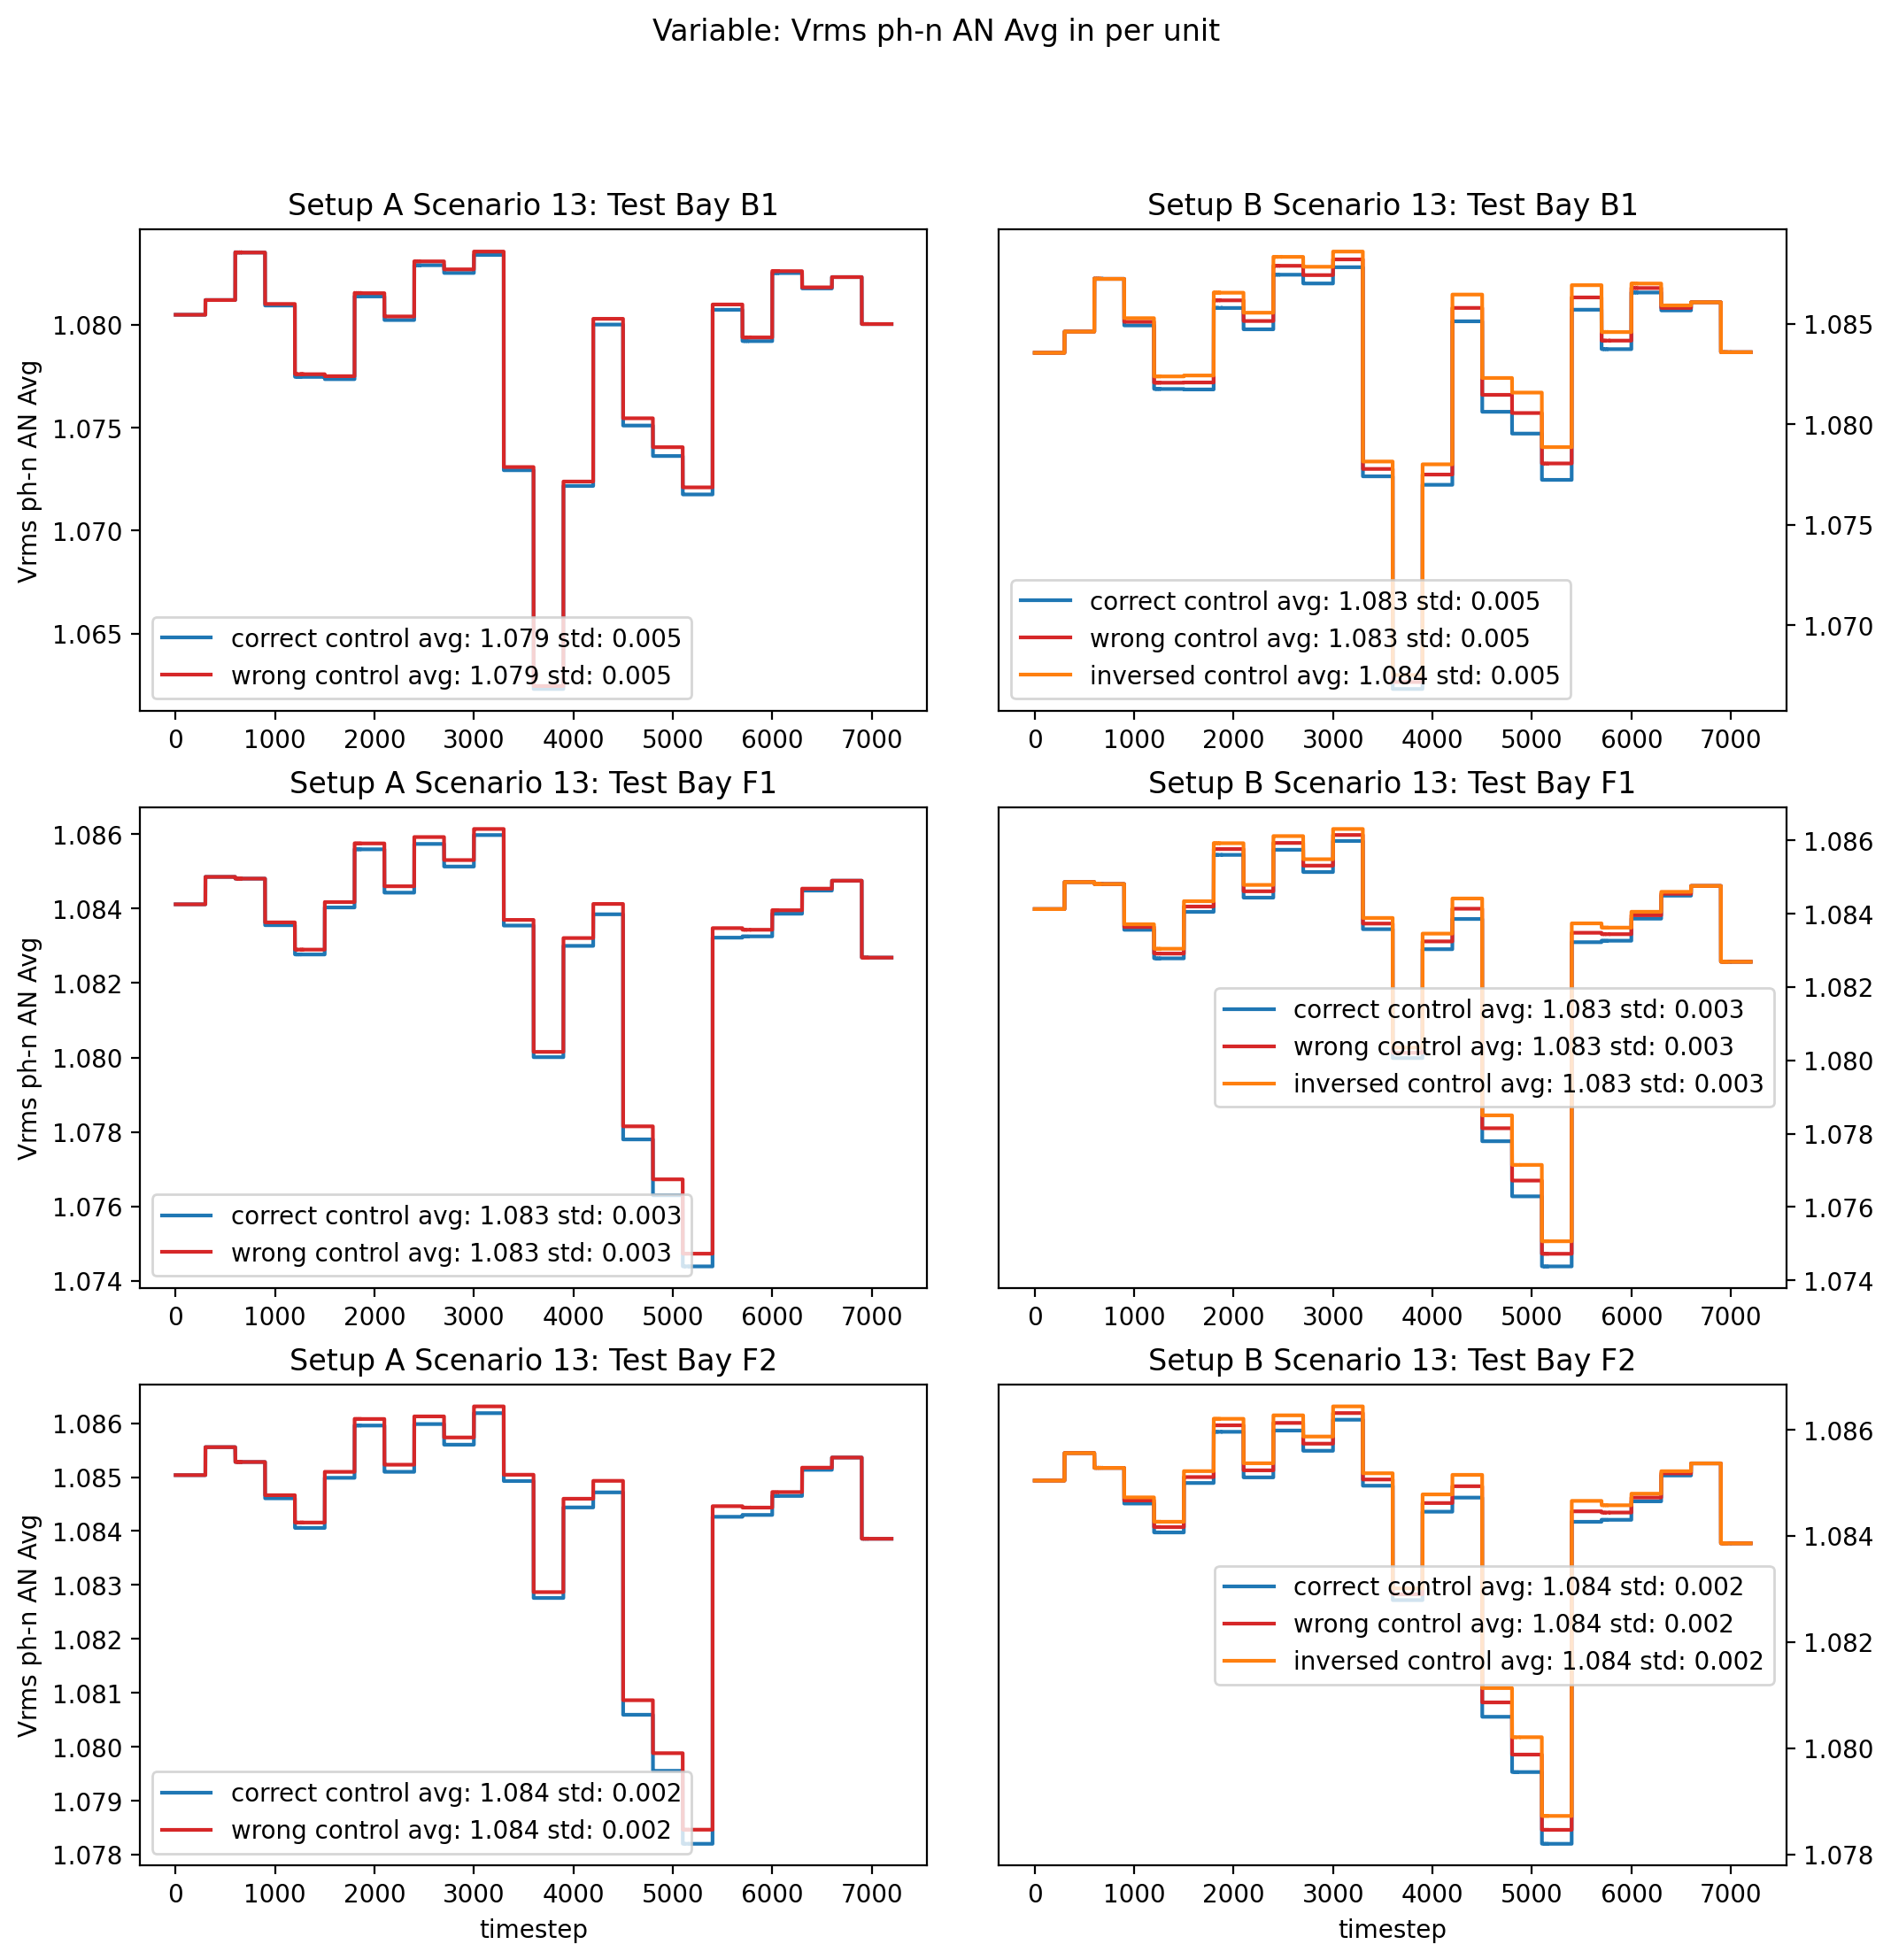 Variable: Vrms ph-n AN Avg in per unit
Setup A Scenario 13: Test Bay B1
Vrms ph-n AN Avg
1.080
1.075
1.070
1.065
correct control avg: 1.079 std: 0.005
wrong control avg: 1.079 std: 0.005
0 1000 2000 3000 4000 5000 6000 7000
Setup B Scenario 13: Test Bay B1
1.085
1.080
1.075
1.070
correct control avg: 1.083 std: 0.005
wrong control avg: 1.083 std: 0.005
inversed control avg: 1.084 std: 0.005
0 1000 2000 3000 4000 5000 6000 7000
Setup A Scenario 13: Test Bay F1
Vrms ph-n AN Avg
1.086
1.084
1.082
1.080
1.078
1.076
1.074
correct control avg: 1.083 std: 0.003
wrong control avg: 1.083 std: 0.003
0 1000 2000 3000 4000 5000 6000 7000
Setup B Scenario 13: Test Bay F1
1.086
1.084
1.082
1.080
1.078
1.076
1.074
correct control avg: 1.083 std: 0.003
wrong control avg: 1.083 std: 0.003
inversed control avg: 1.083 std: 0.003
0 1000 2000 3000 4000 5000 6000 7000
Setup A Scenario 13: Test Bay F2
Vrms ph-n AN Avg
1.086
1.085
1.084
1.083
1.082
1.081
1.080
1.079
1.078
correct control avg: 1.084 std: 0.002
wrong control avg: 1.084 std: 0.002
0 1000 2000 3000 4000 5000 6000 7000
timestep
Setup B Scenario 13: Test Bay F2
1.086
1.084
1.082
1.080
1.078
correct control avg: 1.084 std: 0.002
wrong control avg: 1.084 std: 0.002
inversed control avg: 1.084 std: 0.002
0 1000 2000 3000 4000 5000 6000 7000
timestep